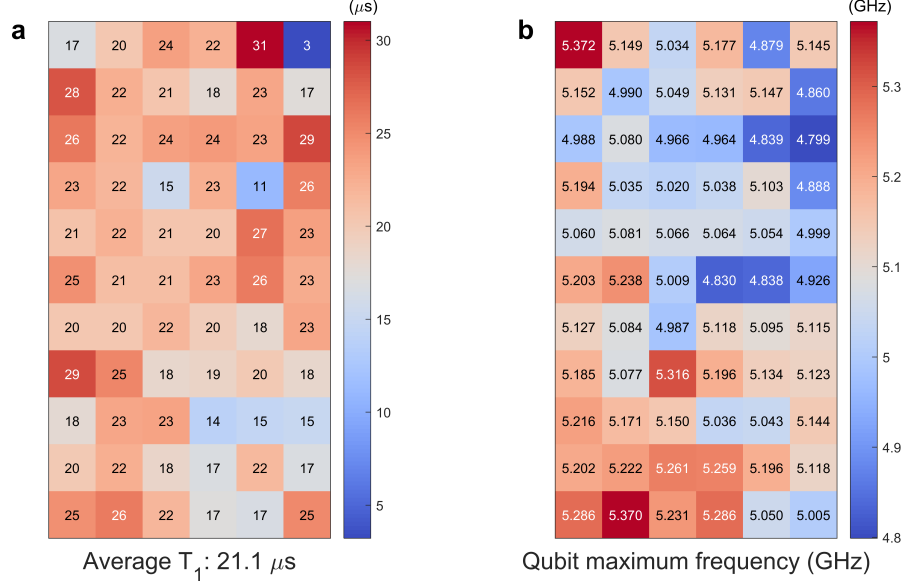 a
(μs)
17 20 24 22 31 3
28 22 21 18 23 17
26 22 24 24 23 29
23 22 15 23 11 26
21 22 21 20 27 23
25 21 21 23 26 23
20 20 22 20 18 23
29 25 18 19 20 18
18 23 23 14 15 15
20 22 18 17 22 17
25 26 22 17 17 25
30
25
20
15
10
5
Average T1: 21.1 μs
b
(GHz)
5.372 5.149 5.034 5.177 4.879 5.145
5.152 4.990 5.049 5.131 5.147 4.860
4.988 5.080 4.966 4.964 4.839 4.799
5.194 5.035 5.020 5.038 5.103 4.888
5.060 5.081 5.066 5.064 5.054 4.999
5.203 5.238 5.009 4.830 4.838 4.926
5.127 5.084 4.987 5.118 5.095 5.115
5.185 5.077 5.316 5.196 5.134 5.123
5.216 5.171 5.150 5.036 5.043 5.144
5.202 5.222 5.261 5.259 5.196 5.118
5.286 5.370 5.231 5.286 5.050 5.005
5.3
5.2
5.1
5
4.9
4.8
Qubit maximum frequency (GHz)